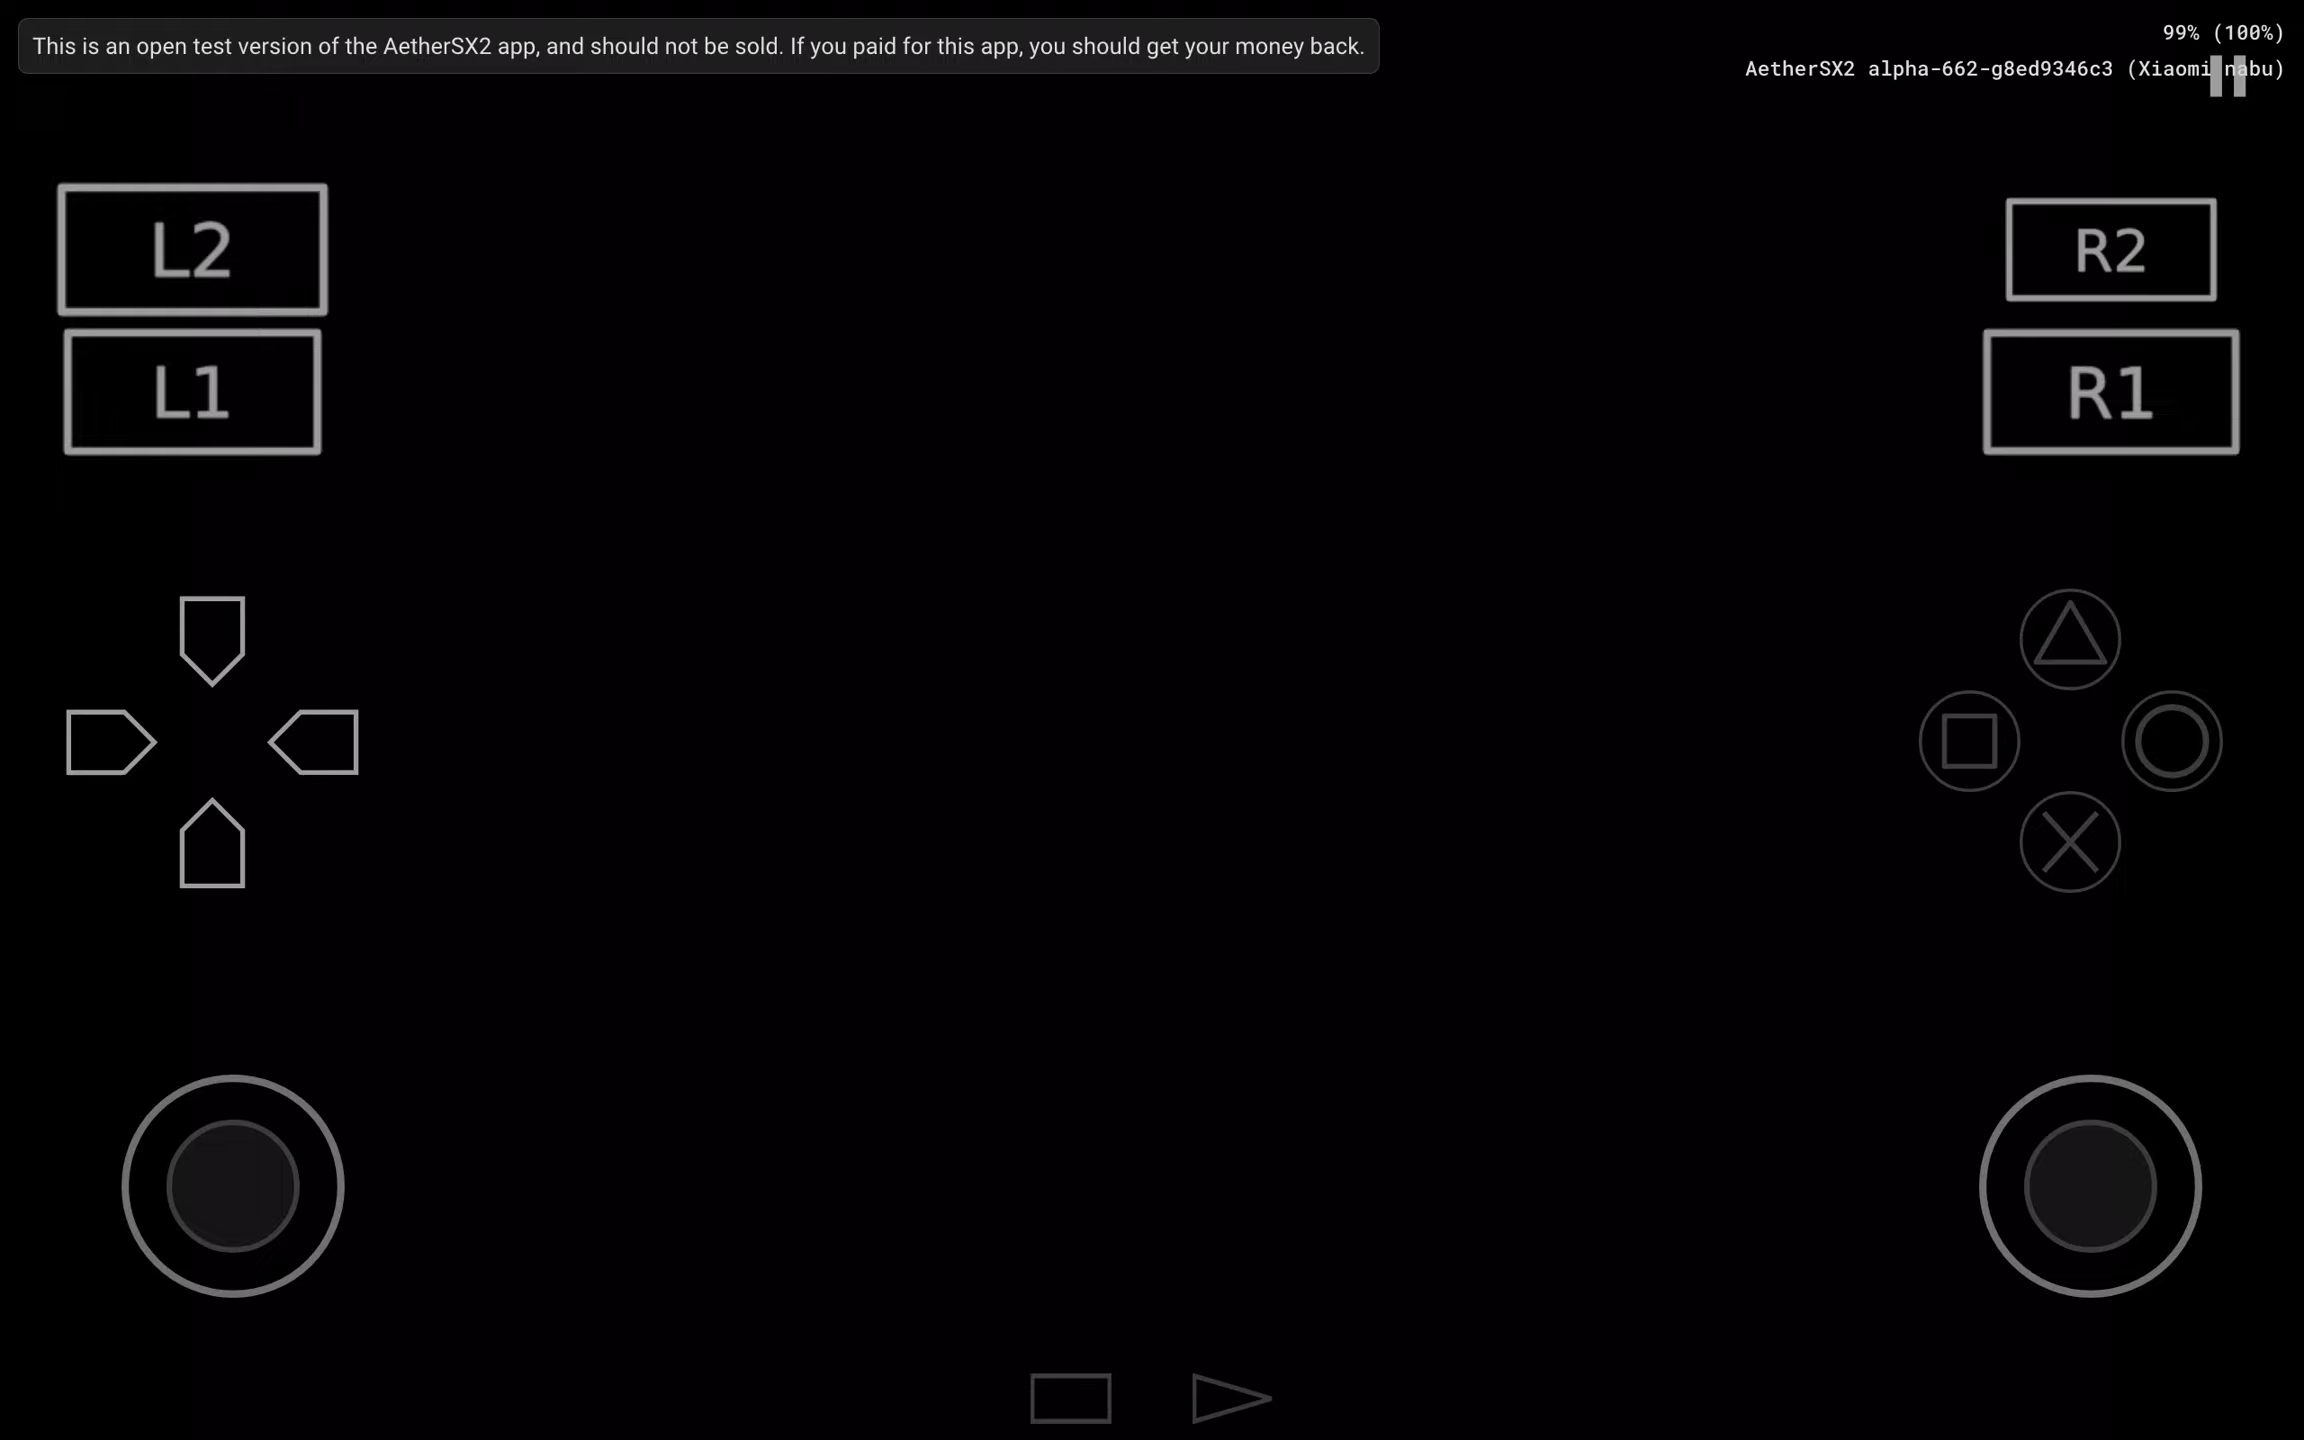 This is an open test version of the AetherSX2 app, and should not be sold. If you paid for this app, you should get your money back.
99% (100%)
AetherSX2 alpha-662-g8ed9346c3 (Xiaomi nabu)
L2
R2
L1
R1